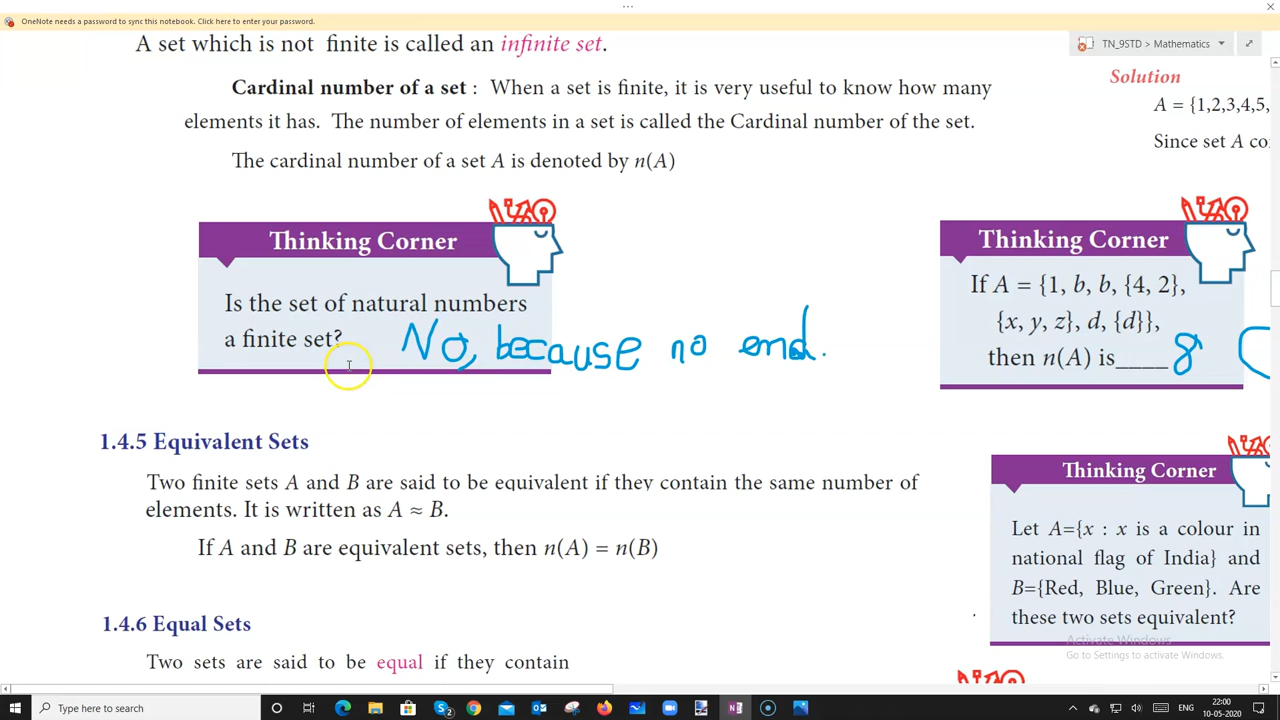 OneNote needs a password to sync this notebook. Click here to enter your password.
TN_9STD > Mathematics
A set which is not finite is called an infinite set.
Cardinal number of a set : When a set is finite, it is very useful to know how many
elements it has. The number of elements in a set is called the Cardinal number of the set.
The cardinal number of a set A is denoted by n(A)
Thinking Corner
Is the set of natural numbers
a finite set?
No, because no end.
1.4.5 Equivalent Sets
Two finite sets A and B are said to be equivalent if they contain the same number of
elements. It is written as A ≈ B.
If A and B are equivalent sets, then n(A) = n(B)
1.4.6 Equal Sets
Two sets are said to be equal if they contain
Solution
A = {1,2,3,4,5,
Since set A co
Thinking Corner
If A = {1, b, b, {4, 2},
{x, y, z}, d, {d}},
then n(A) is____ 8
Thinking Corner
Let A={x : x is a colour in
national flag of India} and
B={Red, Blue, Green}. Are
these two sets equivalent?
Activate Windows
Go to Settings to activate Windows.
Type here to search
ENG
22:00
10-05-2020